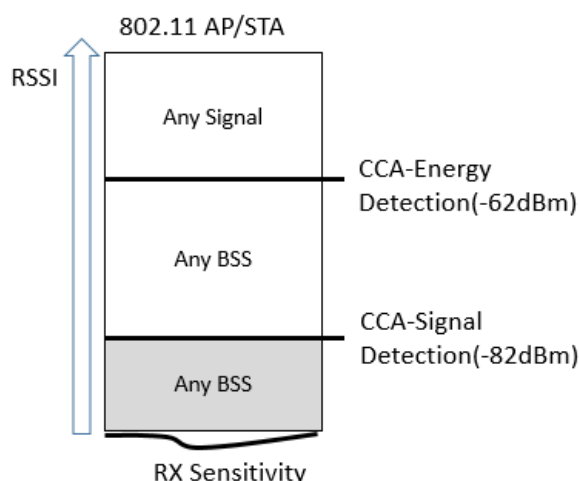 802.11 AP/STA
RSSI
Any Signal
CCA-Energy
Detection(-62dBm)
Any BSS
CCA-Signal
Detection(-82dBm)
Any BSS
RX Sensitivity